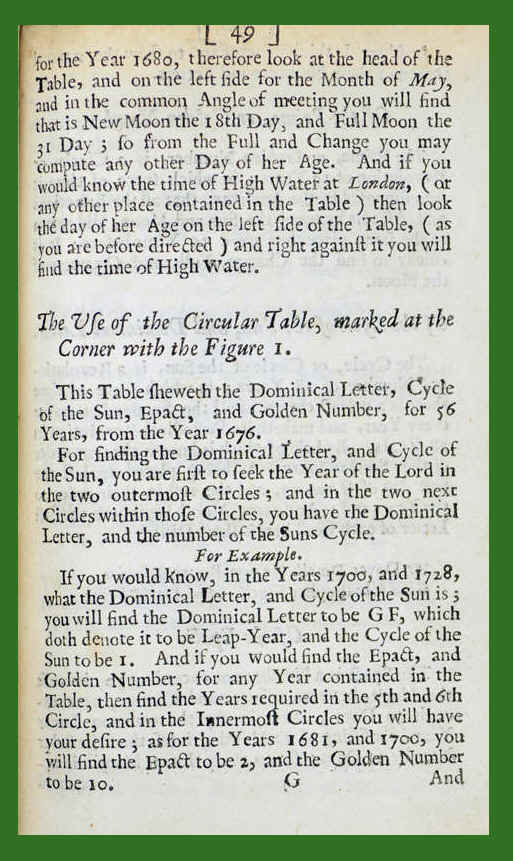 [ 49 ]
for the Year 1680, therefore look at the head of the
Table, and on the left ſide for the Month of May,
and in the common Angle of meeting you will find
that is New Moon the 18th Day, and Full Moon the
31 Day ; ſo from the Full and Change you may
compute any other Day of her Age. And if you
would know the time of High Water at London, ( or
any other place contained in the Table ) then look
the day of her Age on the left ſide of the Table, ( as
you are before directed ) and right againſt it you will
find the time of High Water.
The Uſe of the Circular Table, marked at the
Corner with the Figure 1.
This Table ſheweth the Dominical Letter, Cycle
of the Sun, Epact, and Golden Number, for 56
Years, from the Year 1676.
For finding the Dominical Letter, and Cycle of
the Sun, you are firſt to ſeek the Year of the Lord in
the two outermoſt Circles ; and in the two next
Circles within thoſe Circles, you have the Dominical
Letter, and the number of the Suns Cycle.
For Example.
If you would know, in the Years 1700, and 1728,
what the Dominical Letter, and Cycle of the Sun is ;
you will find the Dominical Letter to be G F, which
doth denote it to be Leap-Year, and the Cycle of the
Sun to be 1. And if you would find the Epact, and
Golden Number, for any Year contained in the
Table, then find the Years required in the 5th and 6th
Circle, and in the Innermoſt Circles you will have
your deſire ; as for the Years 1681, and 1700, you
will find the Epact to be 2, and the Golden Number
to be 10. G And